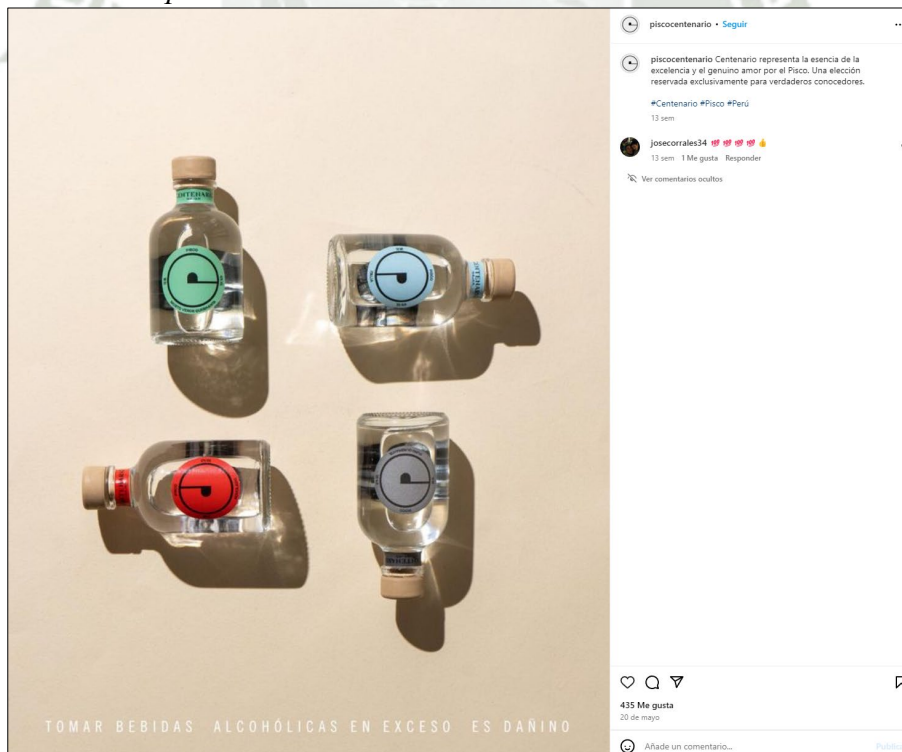 piscocentenario • Seguir
piscocentenario Centenario representa la esencia de la
excelencia y el genuino amor por el Pisco. Una elección
reservada exclusivamente para verdaderos conocedores.
#Centenario #Pisco #Perú
13 sem
josecorrales34
13 sem 1 Me gusta Responder
Ver comentarios ocultos
TOMAR BEBIDAS ALCOHÓLICAS EN EXCESO ES DAÑINO
435 Me gusta
20 de mayo
Añade un comentario...